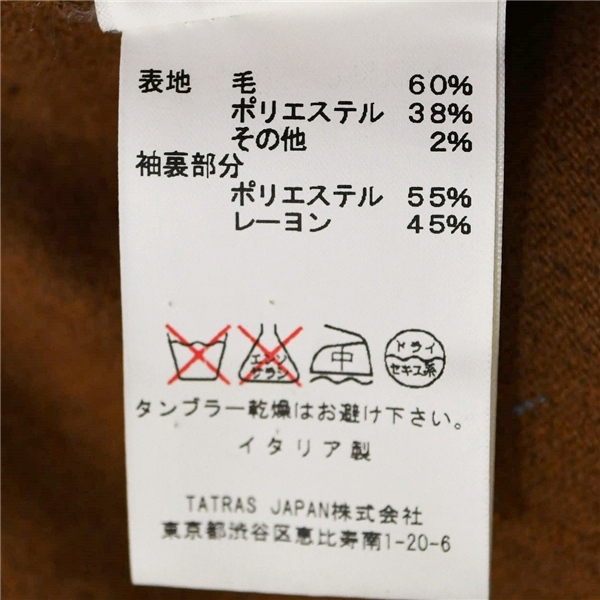 表地 毛 60%
ポリエステル 38%
その他 2%
袖裏部分
ポリエステル 55%
レーヨン 45%
エンソサラシ 中 ドライ セキユ系
タンブラー乾燥はお避け下さい。
イタリア製
TATRAS JAPAN株式会社
東京都渋谷区恵比寿南1-20-6